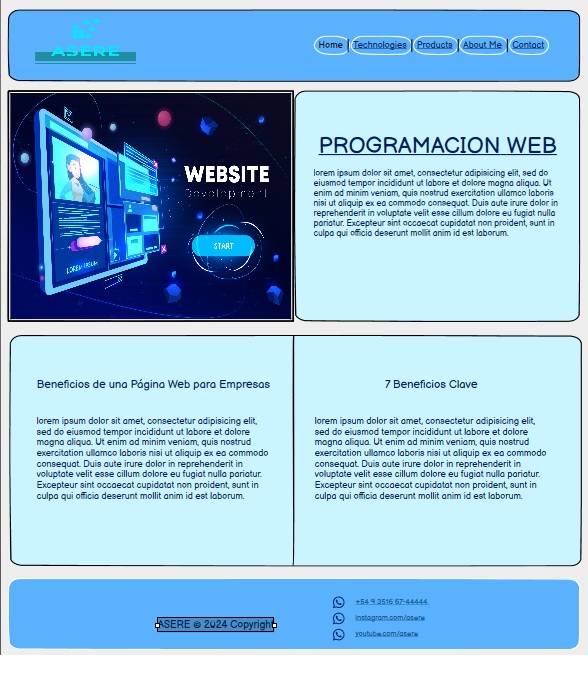 ASERE
Home Technologies Products About Me Contact
WEBSITE
Development
START
LOREM IPSUM
PROGRAMACION WEB
lorem ipsum dolor sit amet, consectetur adipisicing elit, sed do
eiusmod tempor incididunt ut labore et dolore magna aliqua. Ut
enim ad minim veniam, quis nostrud exercitation ullamco laboris
nisi ut aliquip ex ea commodo consequat. Duis aute irure dolor in
reprehenderit in voluptate velit esse cillum dolore eu fugiat nulla
pariatur. Excepteur sint occaecat cupidatat non proident, sunt in
culpa qui officia deserunt mollit anim id est laborum.
Beneficios de una Página Web para Empresas
lorem ipsum dolor sit amet, consectetur adipisicing elit,
sed do eiusmod tempor incididunt ut labore et dolore
magna aliqua. Ut enim ad minim veniam, quis nostrud
exercitation ullamco laboris nisi ut aliquip ex ea commodo
consequat. Duis aute irure dolor in reprehenderit in
voluptate velit esse cillum dolore eu fugiat nulla pariatur.
Excepteur sint occaecat cupidatat non proident, sunt in
culpa qui officia deserunt mollit anim id est laborum.
7 Beneficios Clave
lorem ipsum dolor sit amet, consectetur adipisicing elit,
sed do eiusmod tempor incididunt ut labore et dolore
magna aliqua. Ut enim ad minim veniam, quis nostrud
exercitation ullamco laboris nisi ut aliquip ex ea commodo
consequat. Duis aute irure dolor in reprehenderit in
voluptate velit esse cillum dolore eu fugiat nulla pariatur.
Excepteur sint occaecat cupidatat non proident, sunt in
culpa qui officia deserunt mollit anim id est laborum.
ASERE © 2024 Copyright
+54 9 3516 67-44444
instagram.com/asere
youtube.com/asere